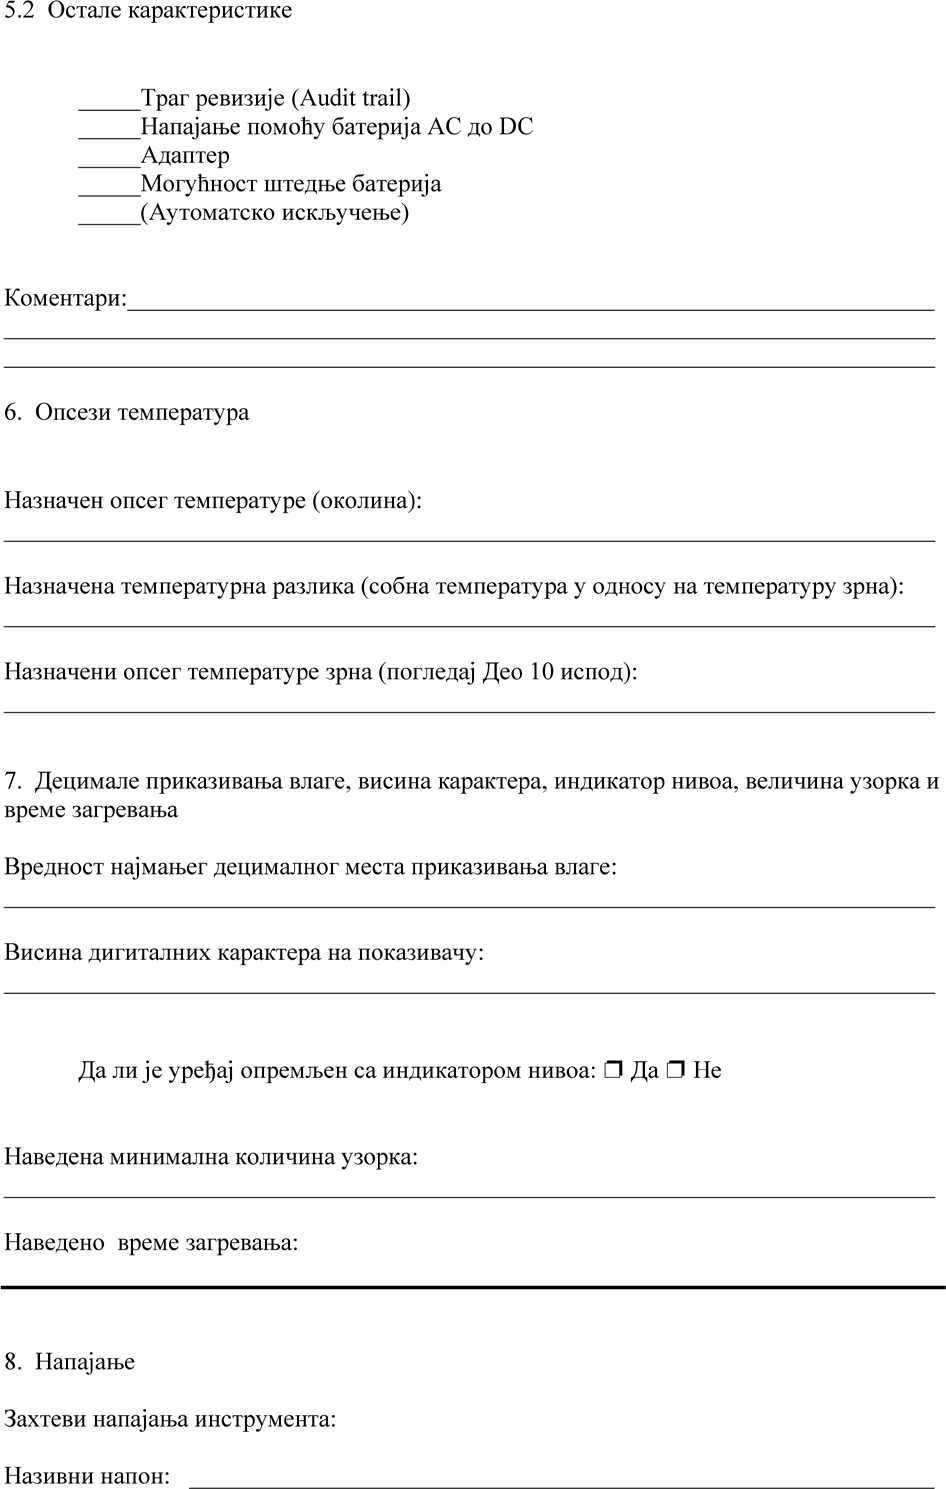 5.2 Остале карактеристике
_____Траг ревизије (Audit trail)
_____Напајање помоћу батерија AC до DC
_____Адаптер
_____Могућност штедње батерија
_____(Аутоматско искључење)
Коментари:
6. Опсези температура
Назначен опсег температуре (околина):
Назначена температурна разлика (собна температура у односу на температуру зрна):
Назначени опсег температуре зрна (погледај Део 10 испод):
7. Децимале приказивања влаге, висина карактера, индикатор нивоа, величина узорка и
време загревања
Вредност најмањег децималног места приказивања влаге:
Висина дигиталних карактера на показивачу:
Да ли је уређај опремљен са индикатором нивоа: ❒ Да ❒ Не
Наведена минимална количина узорка:
Наведено време загревања:
8. Напајање
Захтеви напајања инструмента:
Називни напон: